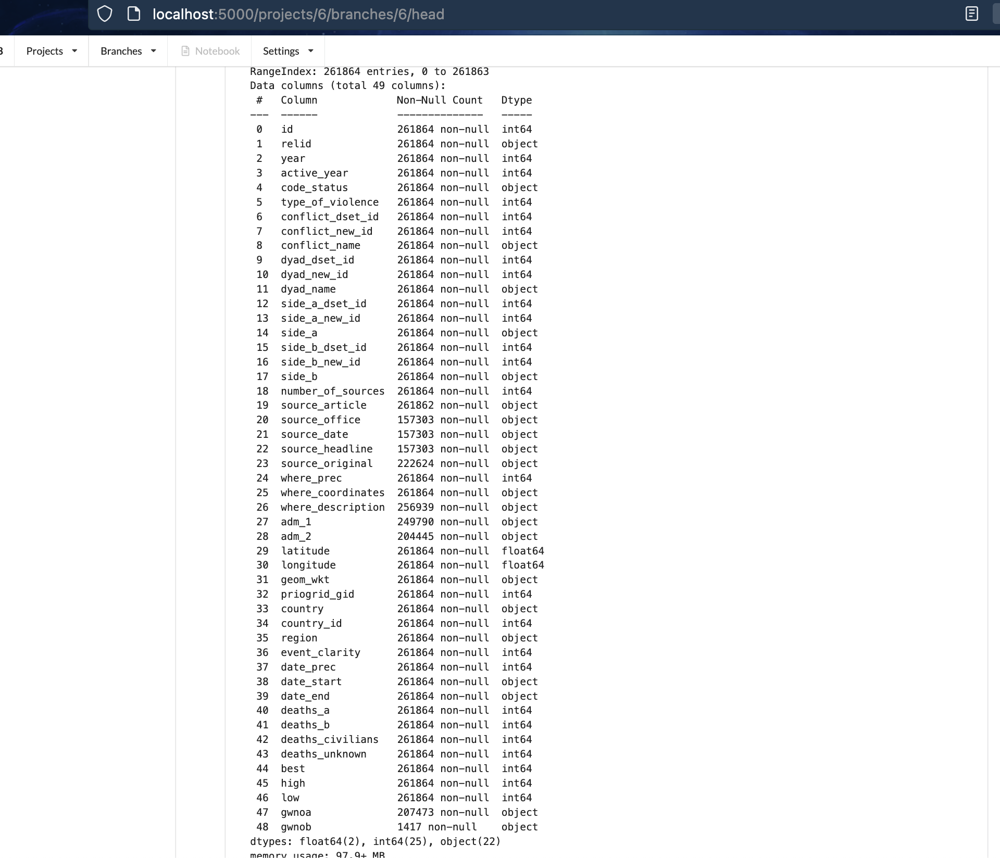 localhost:5000/projects/6/branches/6/head
Projects Branches Notebook Settings
RangeIndex: 261864 entries, 0 to 261863
Data columns (total 49 columns):
# Column Non-Null Count Dtype
--- ------ -------------- -----
0 id 261864 non-null int64
1 relid 261864 non-null object
2 year 261864 non-null int64
3 active_year 261864 non-null int64
4 code_status 261864 non-null object
5 type_of_violence 261864 non-null int64
6 conflict_dset_id 261864 non-null int64
7 conflict_new_id 261864 non-null int64
8 conflict_name 261864 non-null object
9 dyad_dset_id 261864 non-null int64
10 dyad_new_id 261864 non-null int64
11 dyad_name 261864 non-null object
12 side_a_dset_id 261864 non-null int64
13 side_a_new_id 261864 non-null int64
14 side_a 261864 non-null object
15 side_b_dset_id 261864 non-null int64
16 side_b_new_id 261864 non-null int64
17 side_b 261864 non-null object
18 number_of_sources 261864 non-null int64
19 source_article 261862 non-null object
20 source_office 157303 non-null object
21 source_date 157303 non-null object
22 source_headline 157303 non-null object
23 source_original 222624 non-null object
24 where_prec 261864 non-null int64
25 where_coordinates 261864 non-null object
26 where_description 256939 non-null object
27 adm_1 249790 non-null object
28 adm_2 204445 non-null object
29 latitude 261864 non-null float64
30 longitude 261864 non-null float64
31 geom_wkt 261864 non-null object
32 priogrid_gid 261864 non-null int64
33 country 261864 non-null object
34 country_id 261864 non-null int64
35 region 261864 non-null object
36 event_clarity 261864 non-null int64
37 date_prec 261864 non-null int64
38 date_start 261864 non-null object
39 date_end 261864 non-null object
40 deaths_a 261864 non-null int64
41 deaths_b 261864 non-null int64
42 deaths_civilians 261864 non-null int64
43 deaths_unknown 261864 non-null int64
44 best 261864 non-null int64
45 high 261864 non-null int64
46 low 261864 non-null int64
47 gwnoa 207473 non-null object
48 gwnob 1417 non-null object
dtypes: float64(2), int64(25), object(22)
memory usage: 97.9+ MB